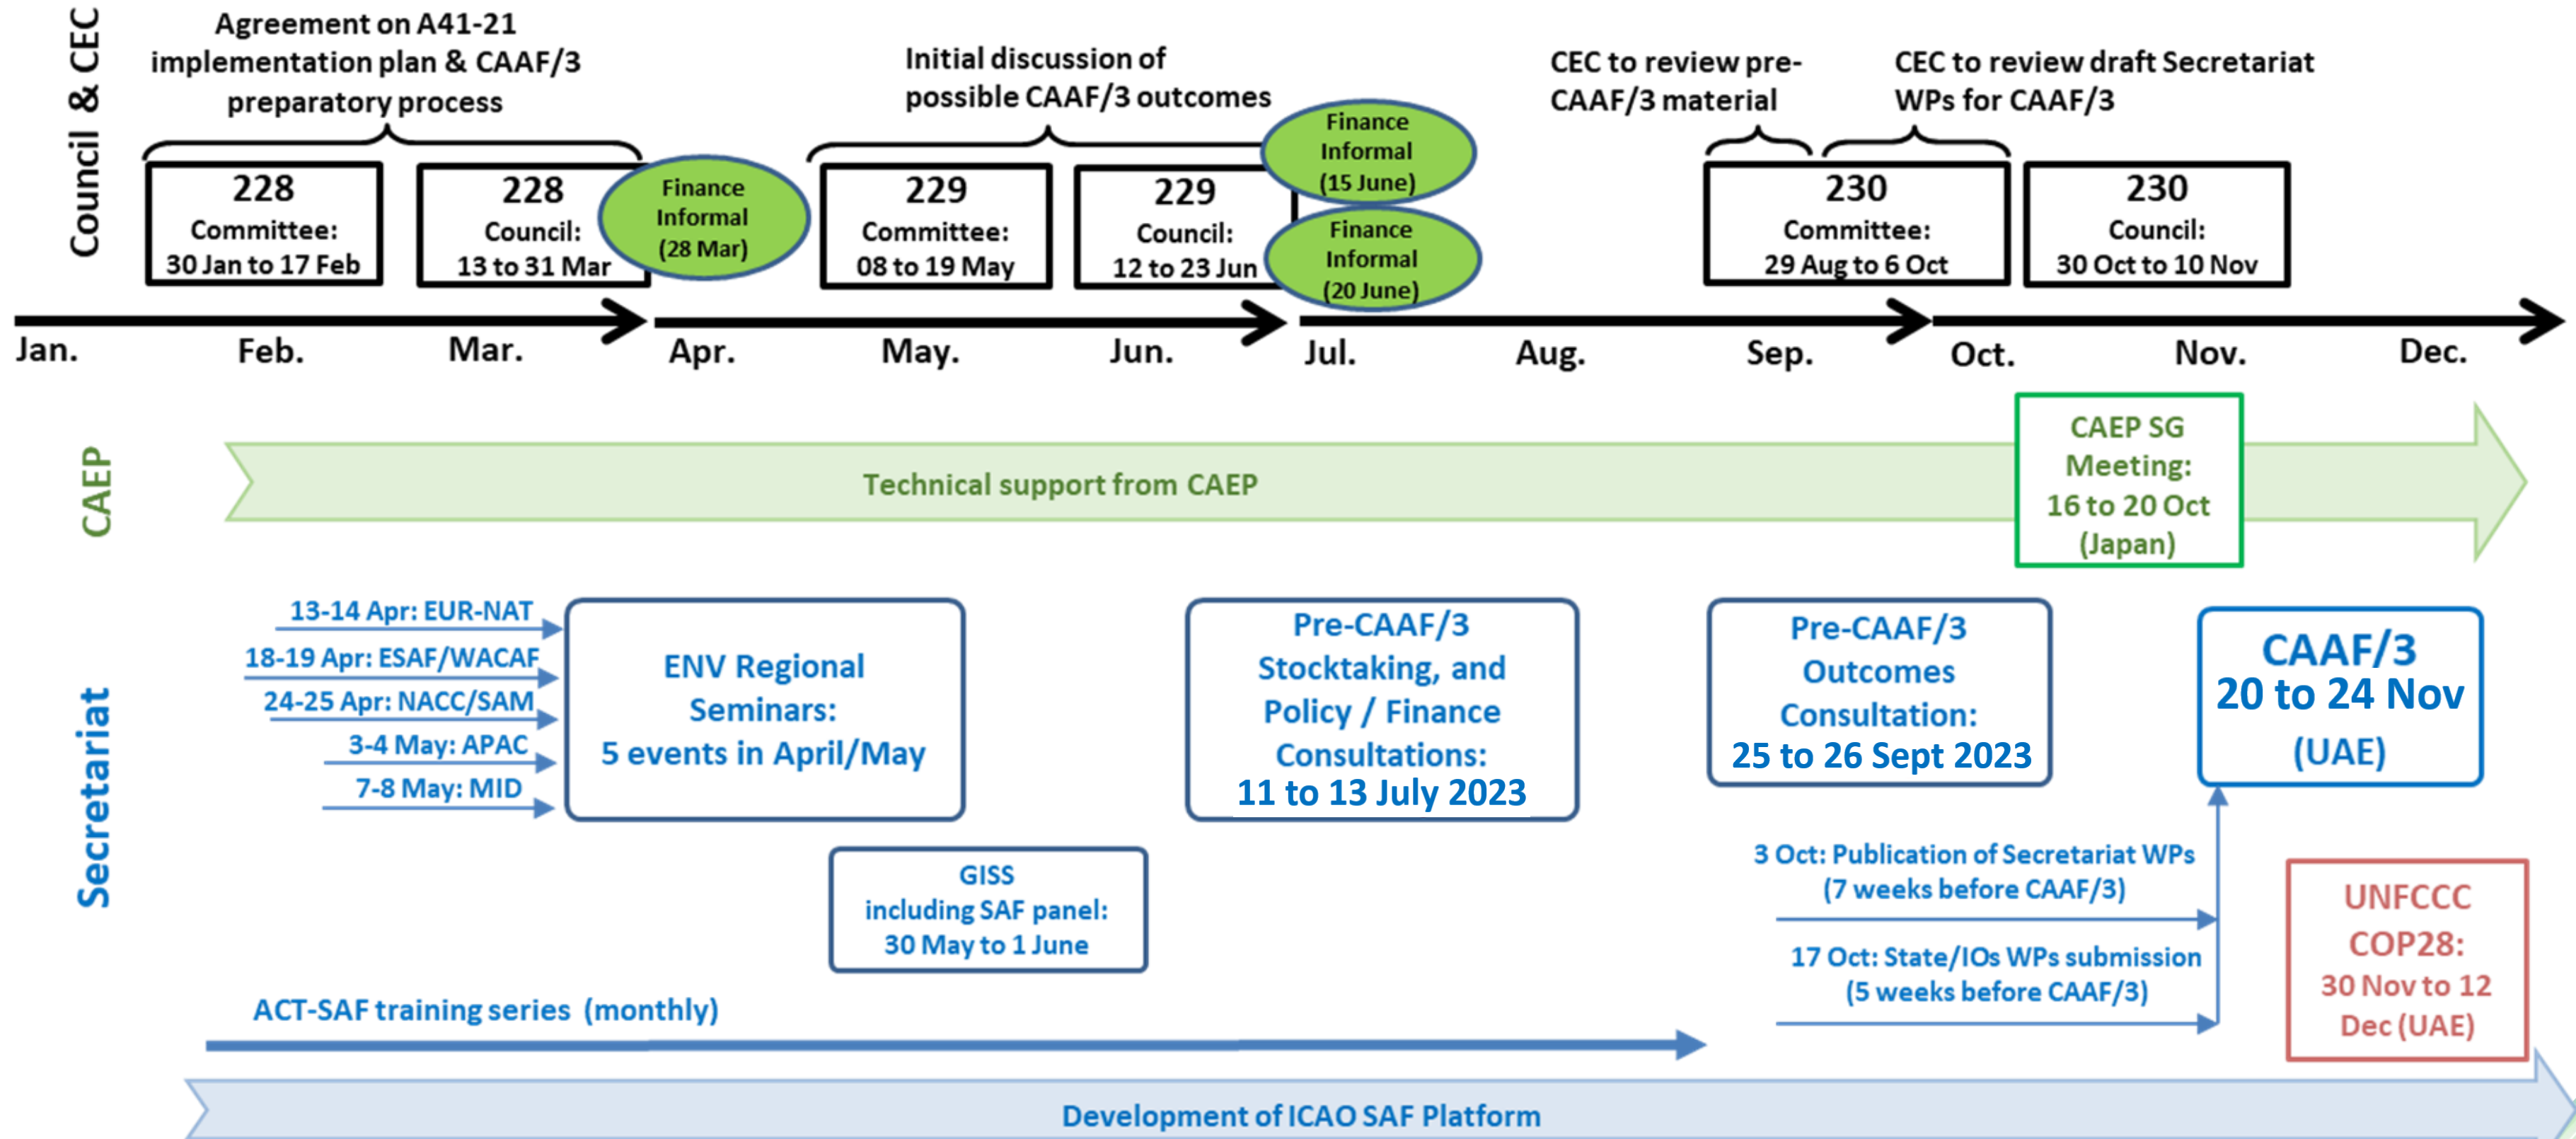 Council & CEC
Agreement on A41-21
implementation plan & CAAF/3
preparatory process
Initial discussion of
possible CAAF/3 outcomes
CEC to review pre-
CAAF/3 material
CEC to review draft Secretariat
WPs for CAAF/3
228
Committee:
30 Jan to 17 Feb
228
Council:
13 to 31 Mar
Finance
Informal
(28 Mar)
229
Committee:
08 to 19 May
229
Council:
12 to 23 Jun
Finance
Informal
(15 June)
Finance
Informal
(20 June)
230
Committee:
29 Aug to 6 Oct
230
Council:
30 Oct to 10 Nov
Jan. Feb. Mar. Apr. May. Jun. Jul. Aug. Sep. Oct. Nov. Dec.
CAEP
Technical support from CAEP
CAEP SG
Meeting:
16 to 20 Oct
(Japan)
Secretariat
13-14 Apr: EUR-NAT
18-19 Apr: ESAF/WACAF
24-25 Apr: NACC/SAM
3-4 May: APAC
7-8 May: MID
ENV Regional
Seminars:
5 events in April/May
Pre-CAAF/3
Stocktaking, and
Policy / Finance
Consultations:
11 to 13 July 2023
Pre-CAAF/3
Outcomes
Consultation:
25 to 26 Sept 2023
CAAF/3
20 to 24 Nov
(UAE)
GISS
including SAF panel:
30 May to 1 June
3 Oct: Publication of Secretariat WPs
(7 weeks before CAAF/3)
17 Oct: State/IOs WPs submission
(5 weeks before CAAF/3)
UNFCCC
COP28:
30 Nov to 12
Dec (UAE)
ACT-SAF training series (monthly)
Development of ICAO SAF Platform